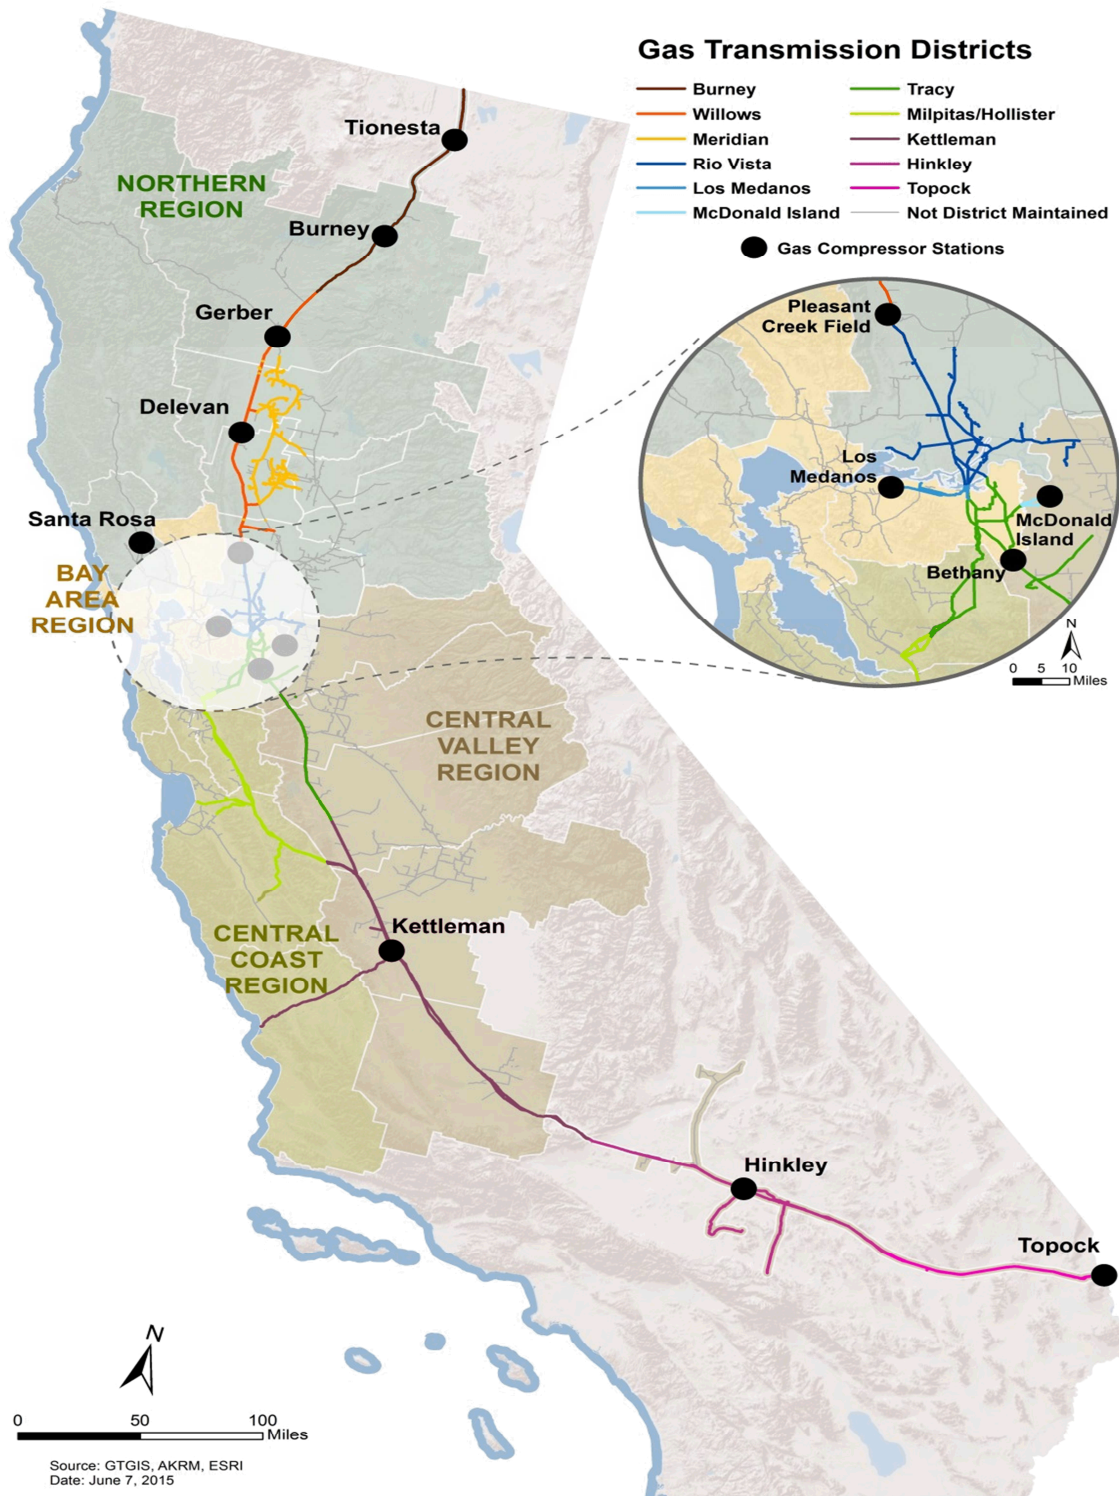 Gas Transmission Districts
Burney
Willows
Meridian
Rio Vista
Los Medanos
McDonald Island
Tracy
Milpitas/Hollister
Kettleman
Hinkley
Topock
Not District Maintained
Gas Compressor Stations
Tionesta
NORTHERN
REGION
Burney
Gerber
Delevan
Santa Rosa
BAY
AREA
REGION
Pleasant
Creek Field
Los
Medanos
McDonald
Island
Bethany
N
0 5 10
Miles
CENTRAL
VALLEY
REGION
Kettleman
CENTRAL
COAST
REGION
Hinkley
Topock
N
0 50 100
Miles
Source: GTGIS, AKRM, ESRI
Date: June 7, 2015